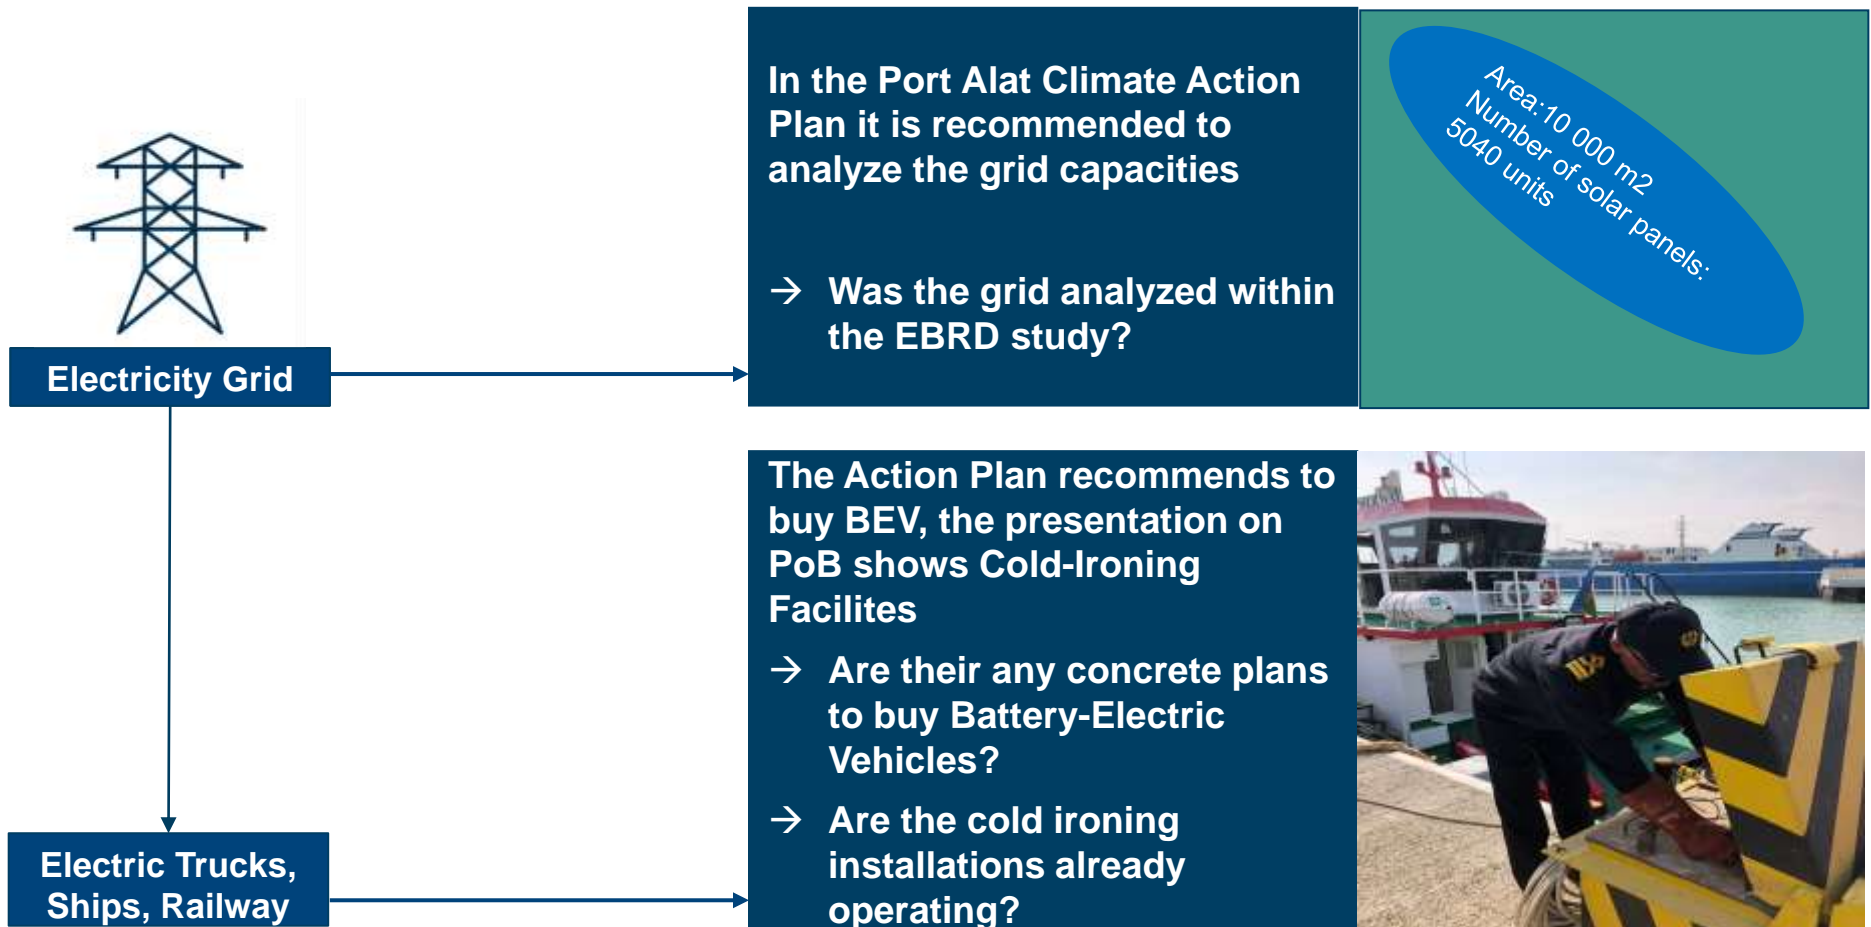 In the Port Alat Climate Action
Plan it is recommended to
analyze the grid capacities
→ Was the grid analyzed within
the EBRD study?
Area:10 000 m2
Number of solar panels:
5040 units
Electricity Grid
The Action Plan recommends to
buy BEV, the presentation on
PoB shows Cold-Ironing
Facilites
→ Are their any concrete plans
to buy Battery-Electric
Vehicles?
→ Are the cold ironing
installations already
operating?
Electric Trucks,
Ships, Railway